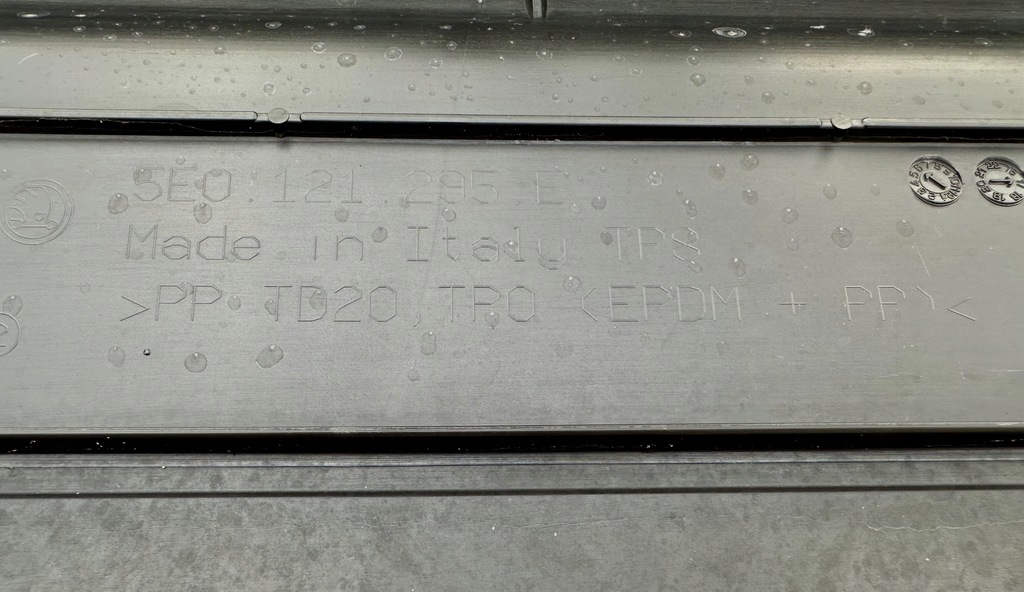 5E0 121 295 E
Made in Italy TPS
>PP TD20,TPO (EPDM + PP)<